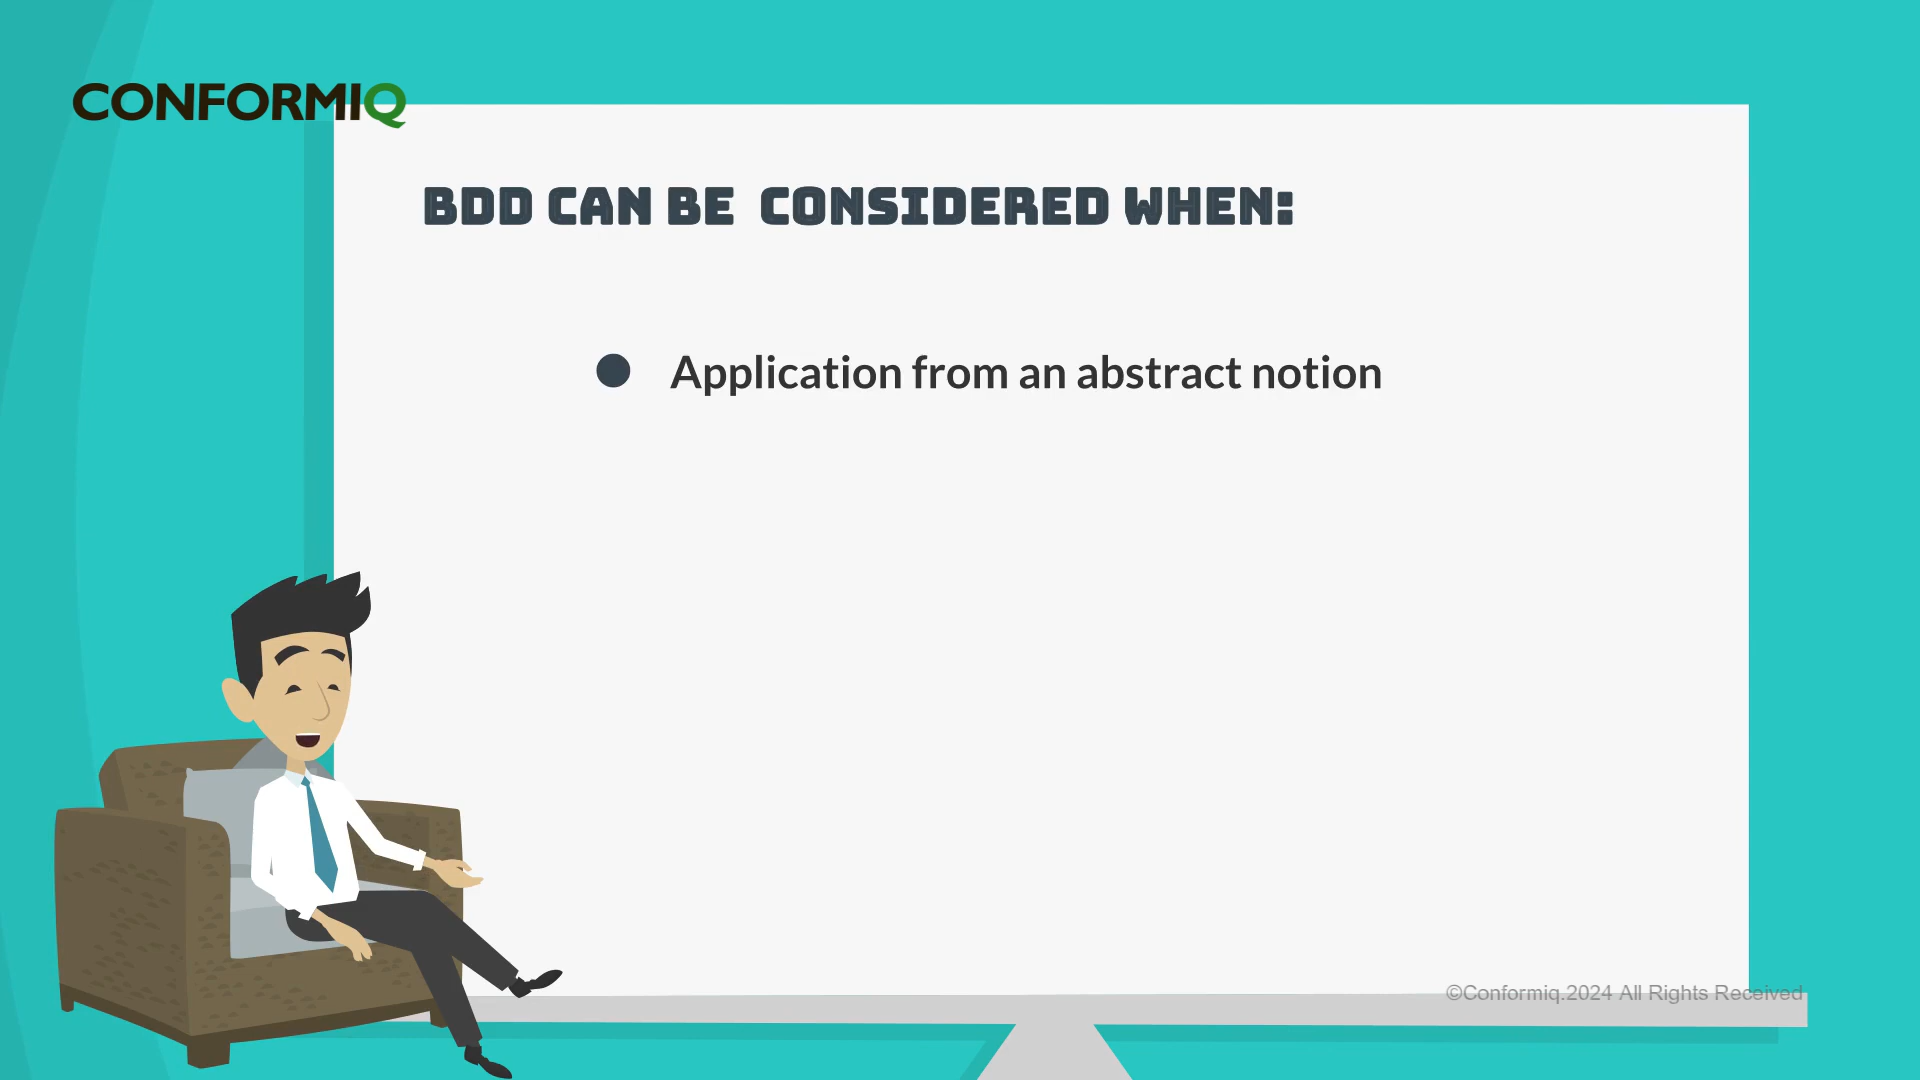 CONFORMIQ
BDD CAN BE CONSIDERED WHEN:
Application from an abstract notion
©Conformiq.2024 All Rights Received